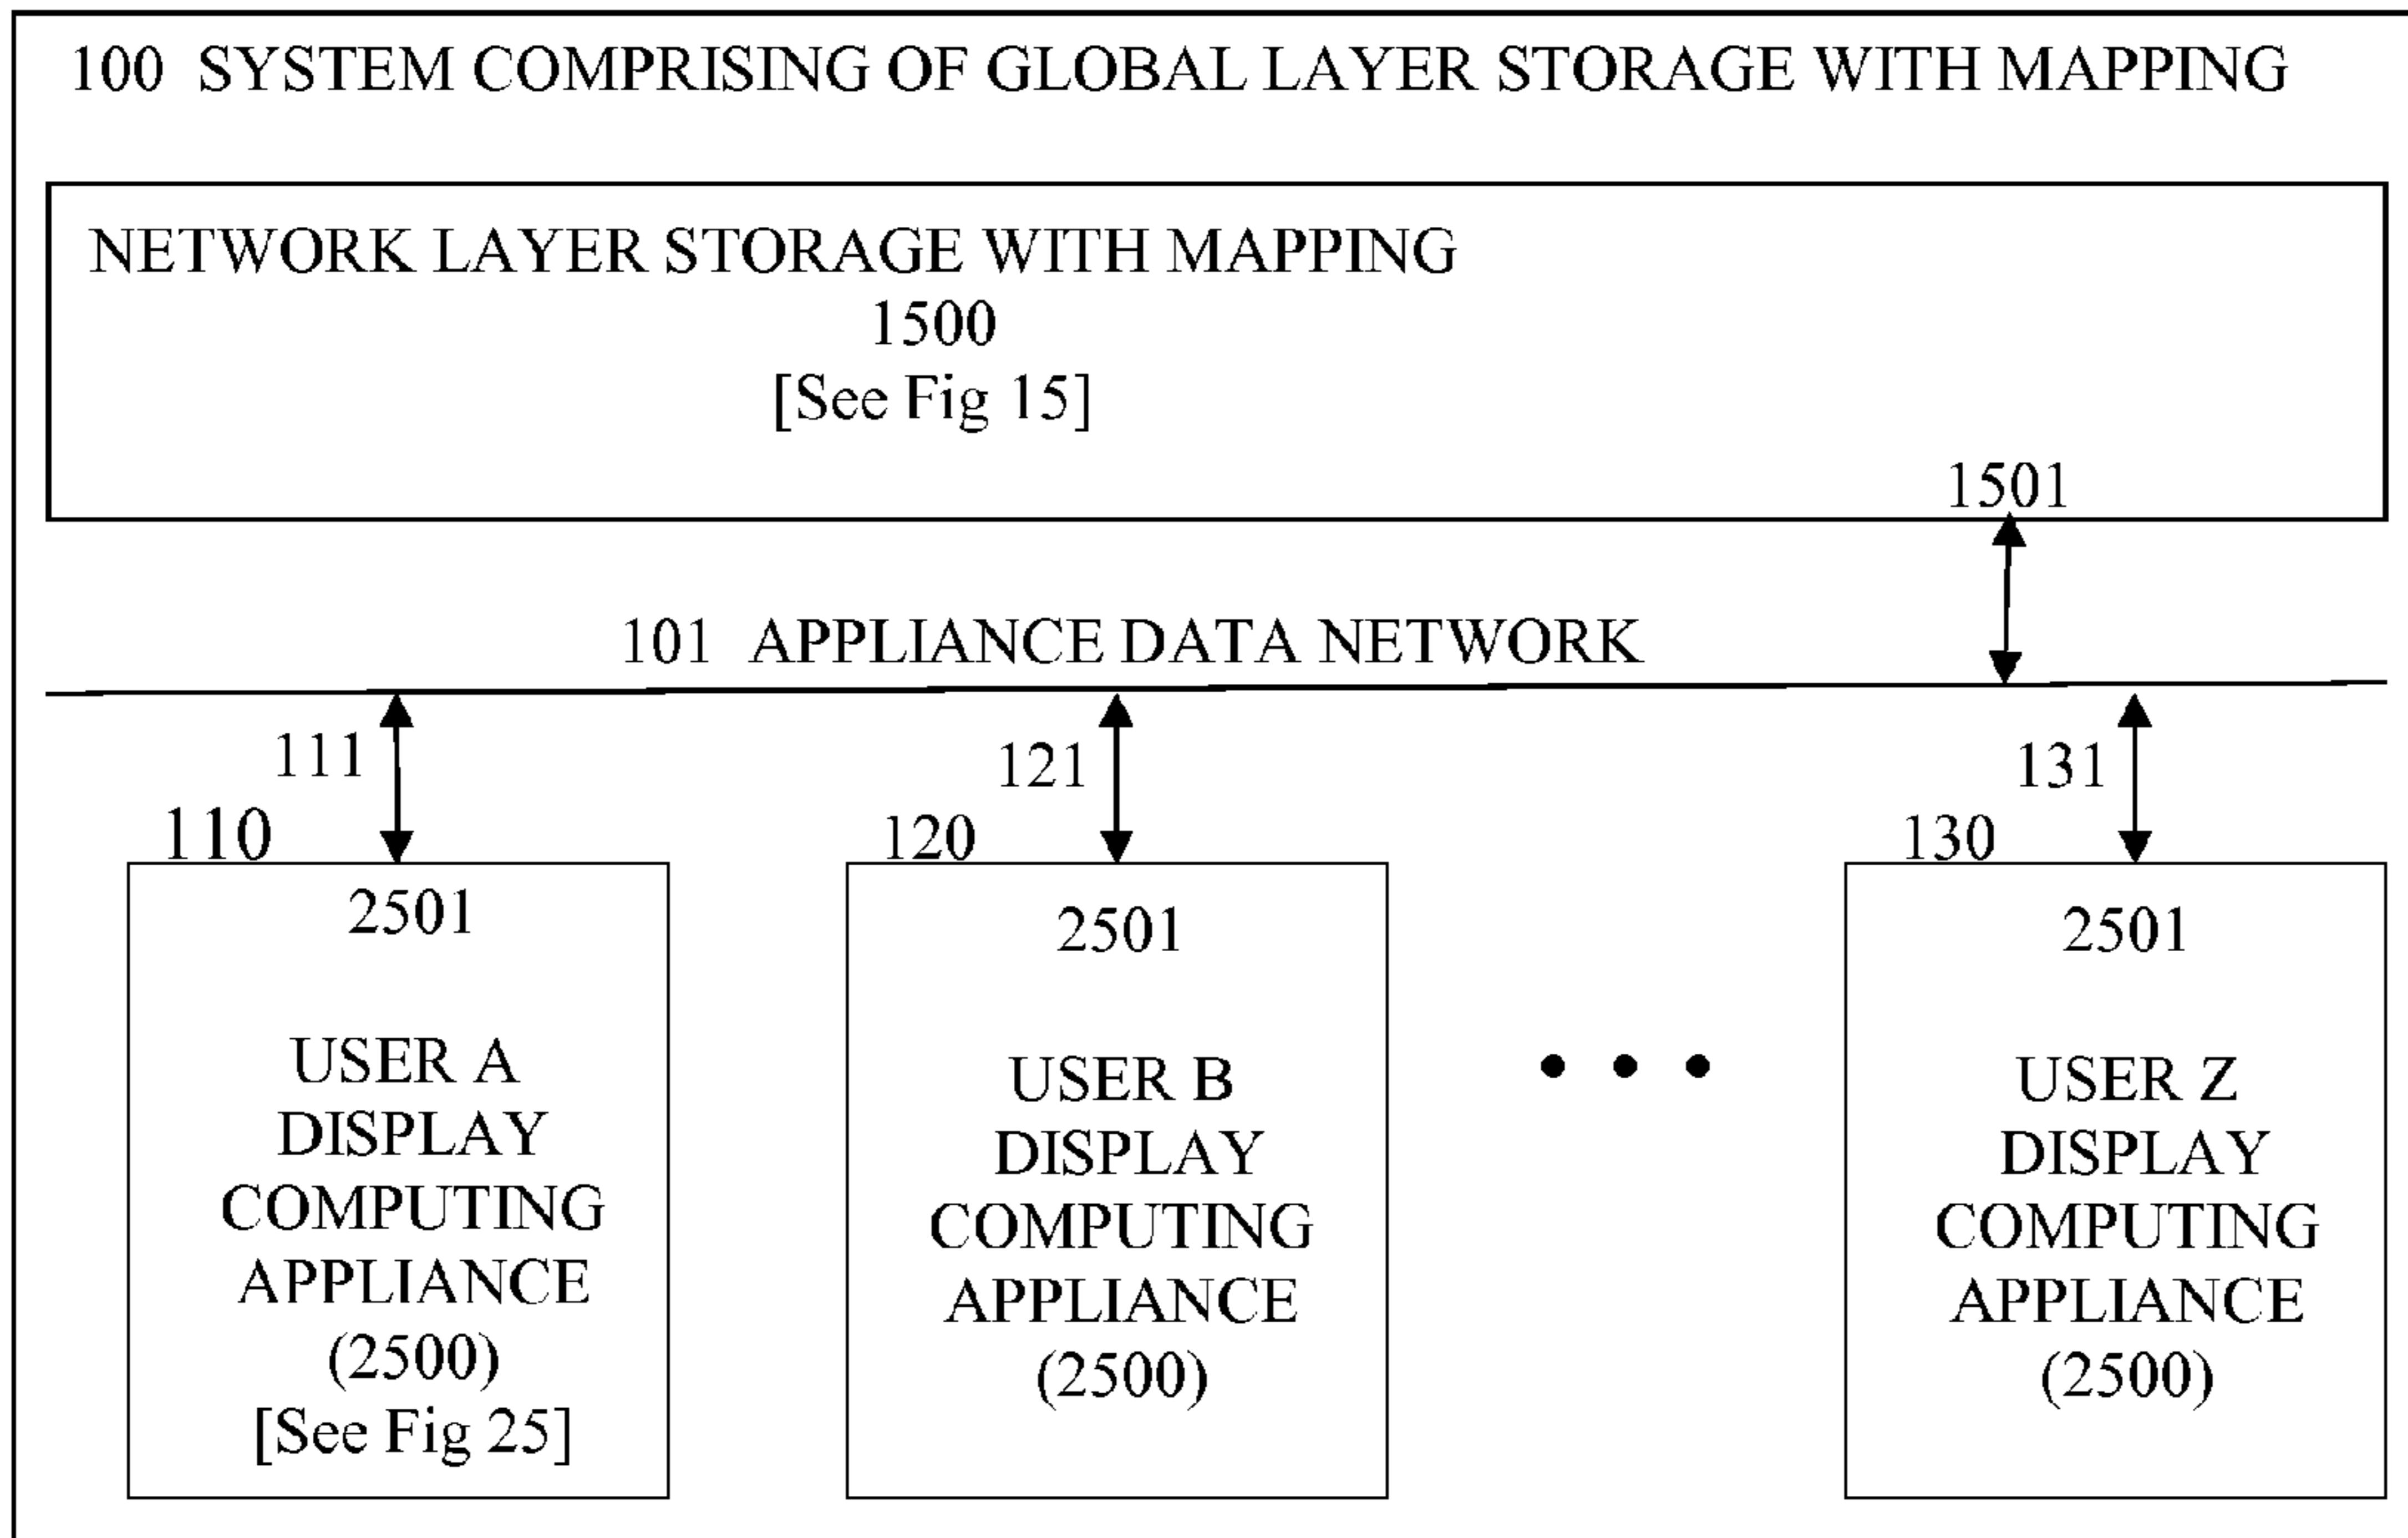 100 SYSTEM COMPRISING OF GLOBAL LAYER STORAGE WITH MAPPING
NETWORK LAYER STORAGE WITH MAPPING
1500
[See Fig 15]
1501
101 APPLIANCE DATA NETWORK
111
121
131
110
120
130
2501
USER A
DISPLAY
COMPUTING
APPLIANCE
(2500)
[See Fig 25]
2501
USER B
DISPLAY
COMPUTING
APPLIANCE
(2500)
• • •
2501
USER Z
DISPLAY
COMPUTING
APPLIANCE
(2500)